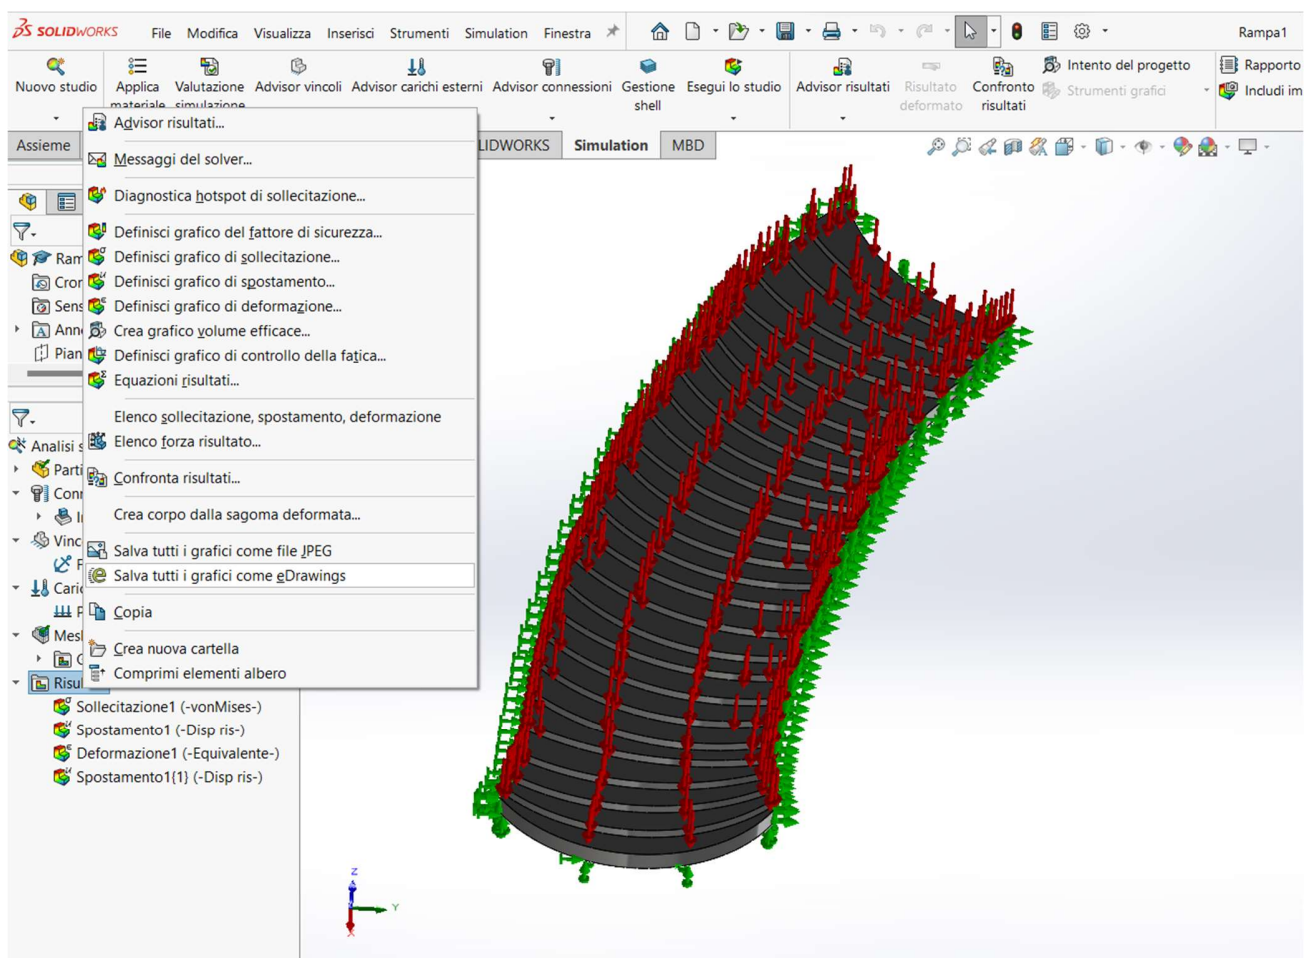 SOLIDWORKS File Modifica Visualizza Inserisci Strumenti Simulation Finestra Rampa1
Nuovo studio
Applica materiale
Valutazione simulazione
Advisor vincoli
Advisor carichi esterni
Advisor connessioni
Gestione shell
Esegui lo studio
Advisor risultati
Risultato deformato
Confronto risultati
Intento del progetto
Strumenti grafici
Rapporto
Includi im
Assieme
LIDWORKS Simulation MBD
Advisor risultati...
Messaggi del solver...
Diagnostica hotspot di sollecitazione...
Definisci grafico del fattore di sicurezza...
Definisci grafico di sollecitazione...
Definisci grafico di spostamento...
Definisci grafico di deformazione...
Crea grafico volume efficace...
Definisci grafico di controllo della fatica...
Equazioni risultati...
Elenco sollecitazione, spostamento, deformazione
Elenco forza risultato...
Confronta risultati...
Crea corpo dalla sagoma deformata...
Salva tutti i grafici come file JPEG
Salva tutti i grafici come eDrawings
Copia
Crea nuova cartella
Comprimi elementi albero
Ram
Cror
Sens
Ann
Pian
Analisi s
Parti
Conn
Vinc
Caric
Mesl
Risul
Sollecitazione1 (-vonMises-)
Spostamento1 (-Disp ris-)
Deformazione1 (-Equivalente-)
Spostamento1{1} (-Disp ris-)
Z
Y
X